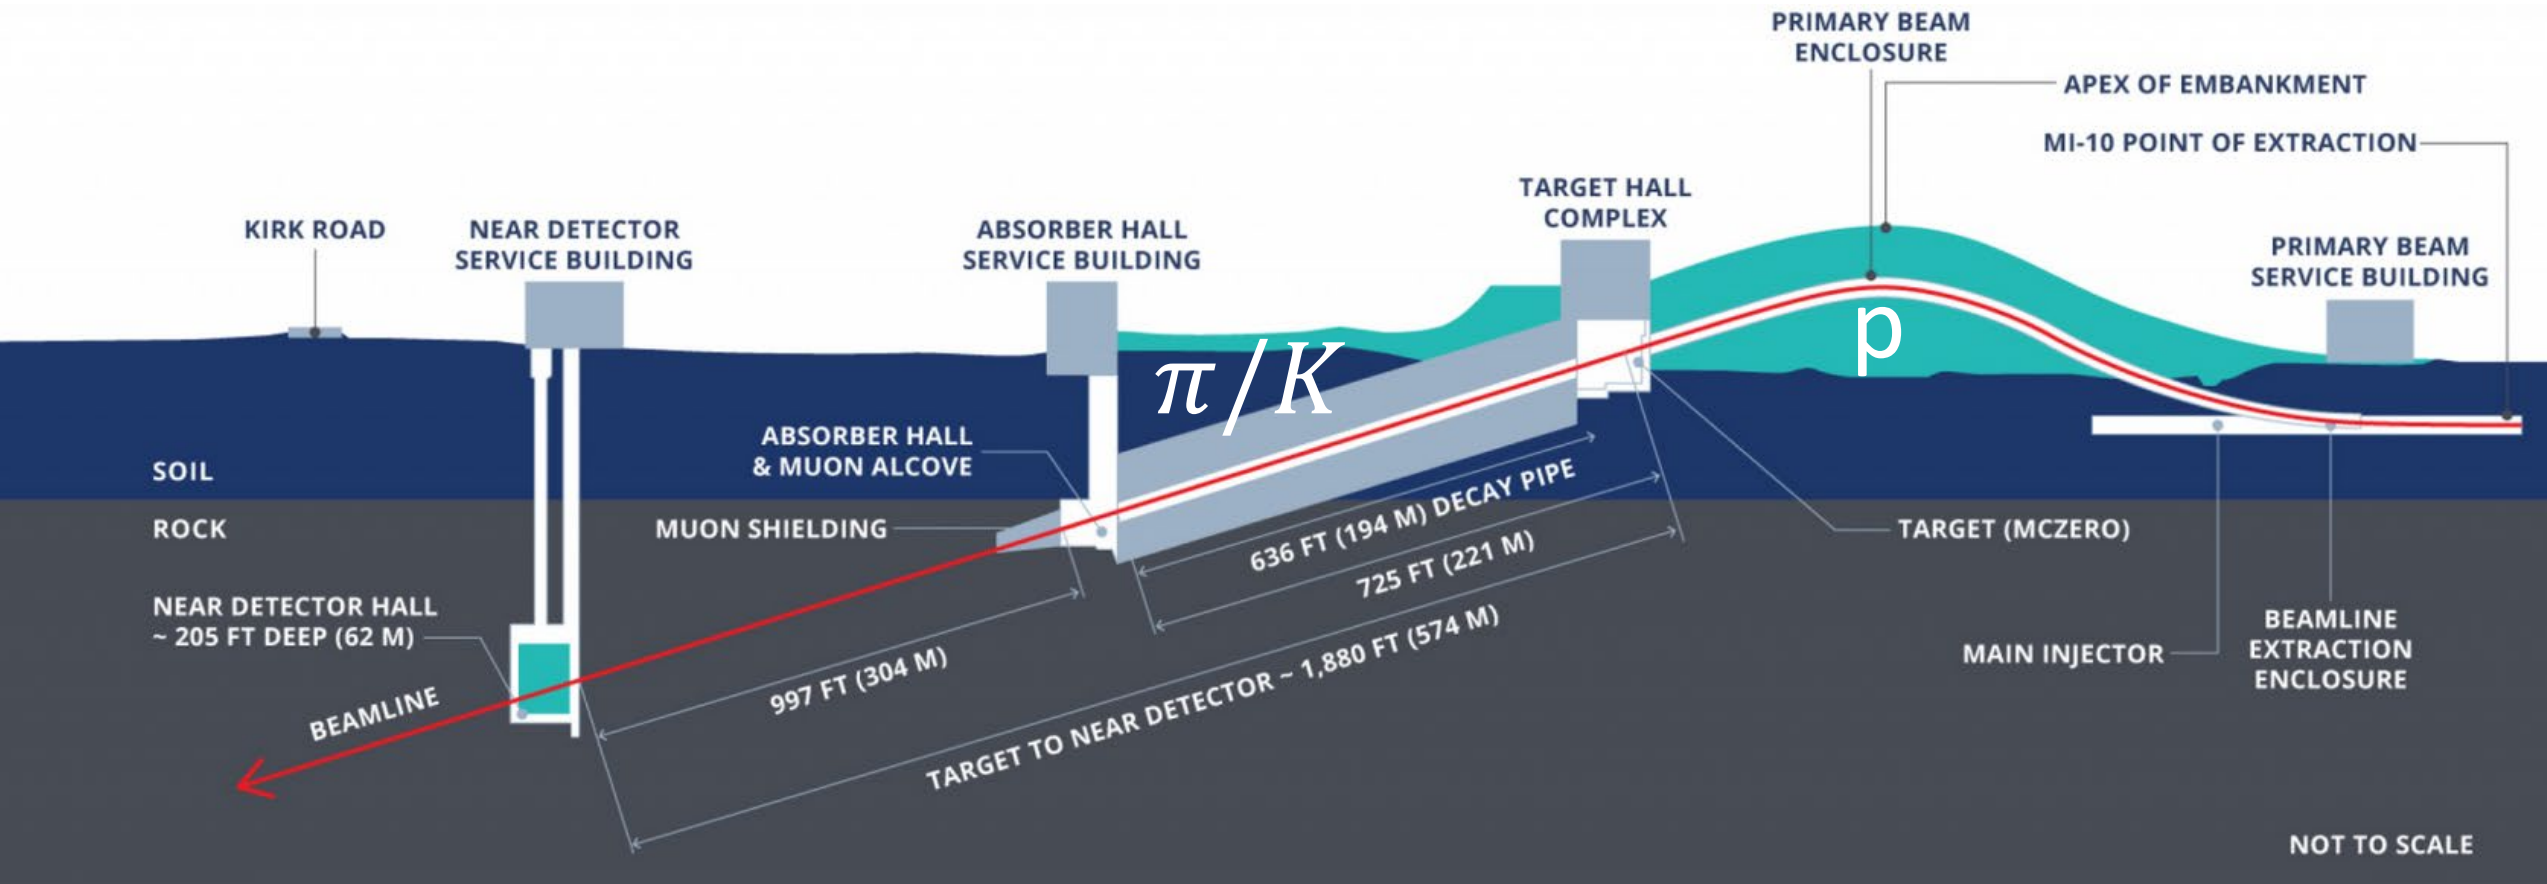 PRIMARY BEAM
ENCLOSURE
APEX OF EMBANKMENT
MI-10 POINT OF EXTRACTION
TARGET HALL
COMPLEX
KIRK ROAD
NEAR DETECTOR
SERVICE BUILDING
ABSORBER HALL
SERVICE BUILDING
PRIMARY BEAM
SERVICE BUILDING
p
π/K
ABSORBER HALL
& MUON ALCOVE
SOIL
ROCK
MUON SHIELDING
636 FT (194 M) DECAY PIPE
725 FT (221 M)
TARGET (MCZERO)
NEAR DETECTOR HALL
~ 205 FT DEEP (62 M)
997 FT (304 M)
TARGET TO NEAR DETECTOR ~ 1,880 FT (574 M)
MAIN INJECTOR
BEAMLINE
EXTRACTION
ENCLOSURE
BEAMLINE
NOT TO SCALE